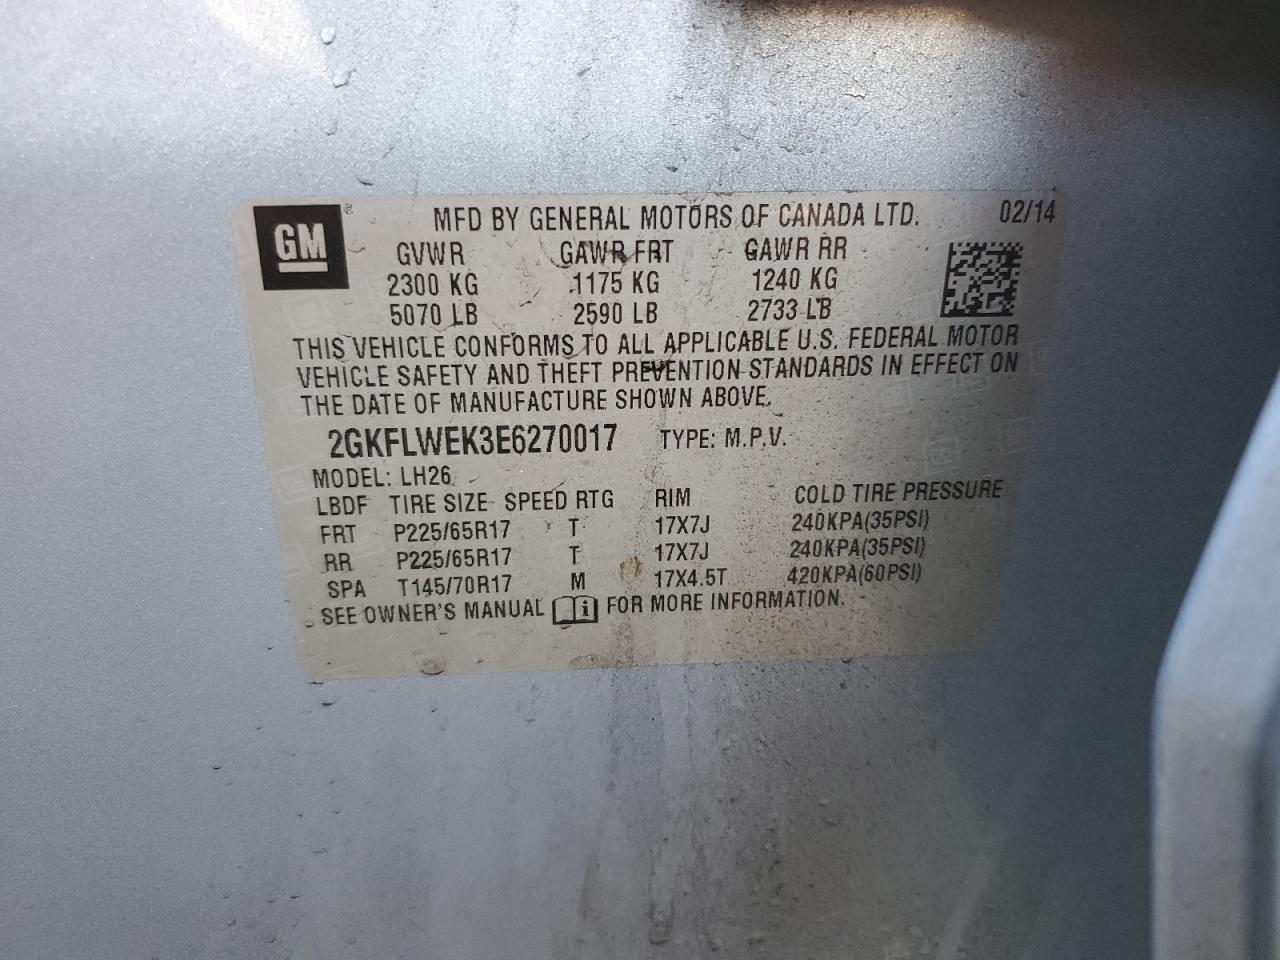 GM ® MFD BY GENERAL MOTORS OF CANADA LTD. 02/14
GVWR GAWR FRT GAWR RR
2300 KG 1175 KG 1240 KG
5070 LB 2590 LB 2733 LB
THIS VEHICLE CONFORMS TO ALL APPLICABLE U.S. FEDERAL MOTOR
VEHICLE SAFETY AND THEFT PREVENTION STANDARDS IN EFFECT ON
THE DATE OF MANUFACTURE SHOWN ABOVE.
2GKFLWEK3E6270017 TYPE: M.P.V.
MODEL: LH26
LBDF TIRE SIZE SPEED RTG RIM COLD TIRE PRESSURE
FRT P225/65R17 T 17X7J 240KPA(35PSI)
RR P225/65R17 T 17X7J 240KPA(35PSI)
SPA T145/70R17 M 17X4.5T 420KPA(60PSI)
SEE OWNER'S MANUAL i FOR MORE INFORMATION.